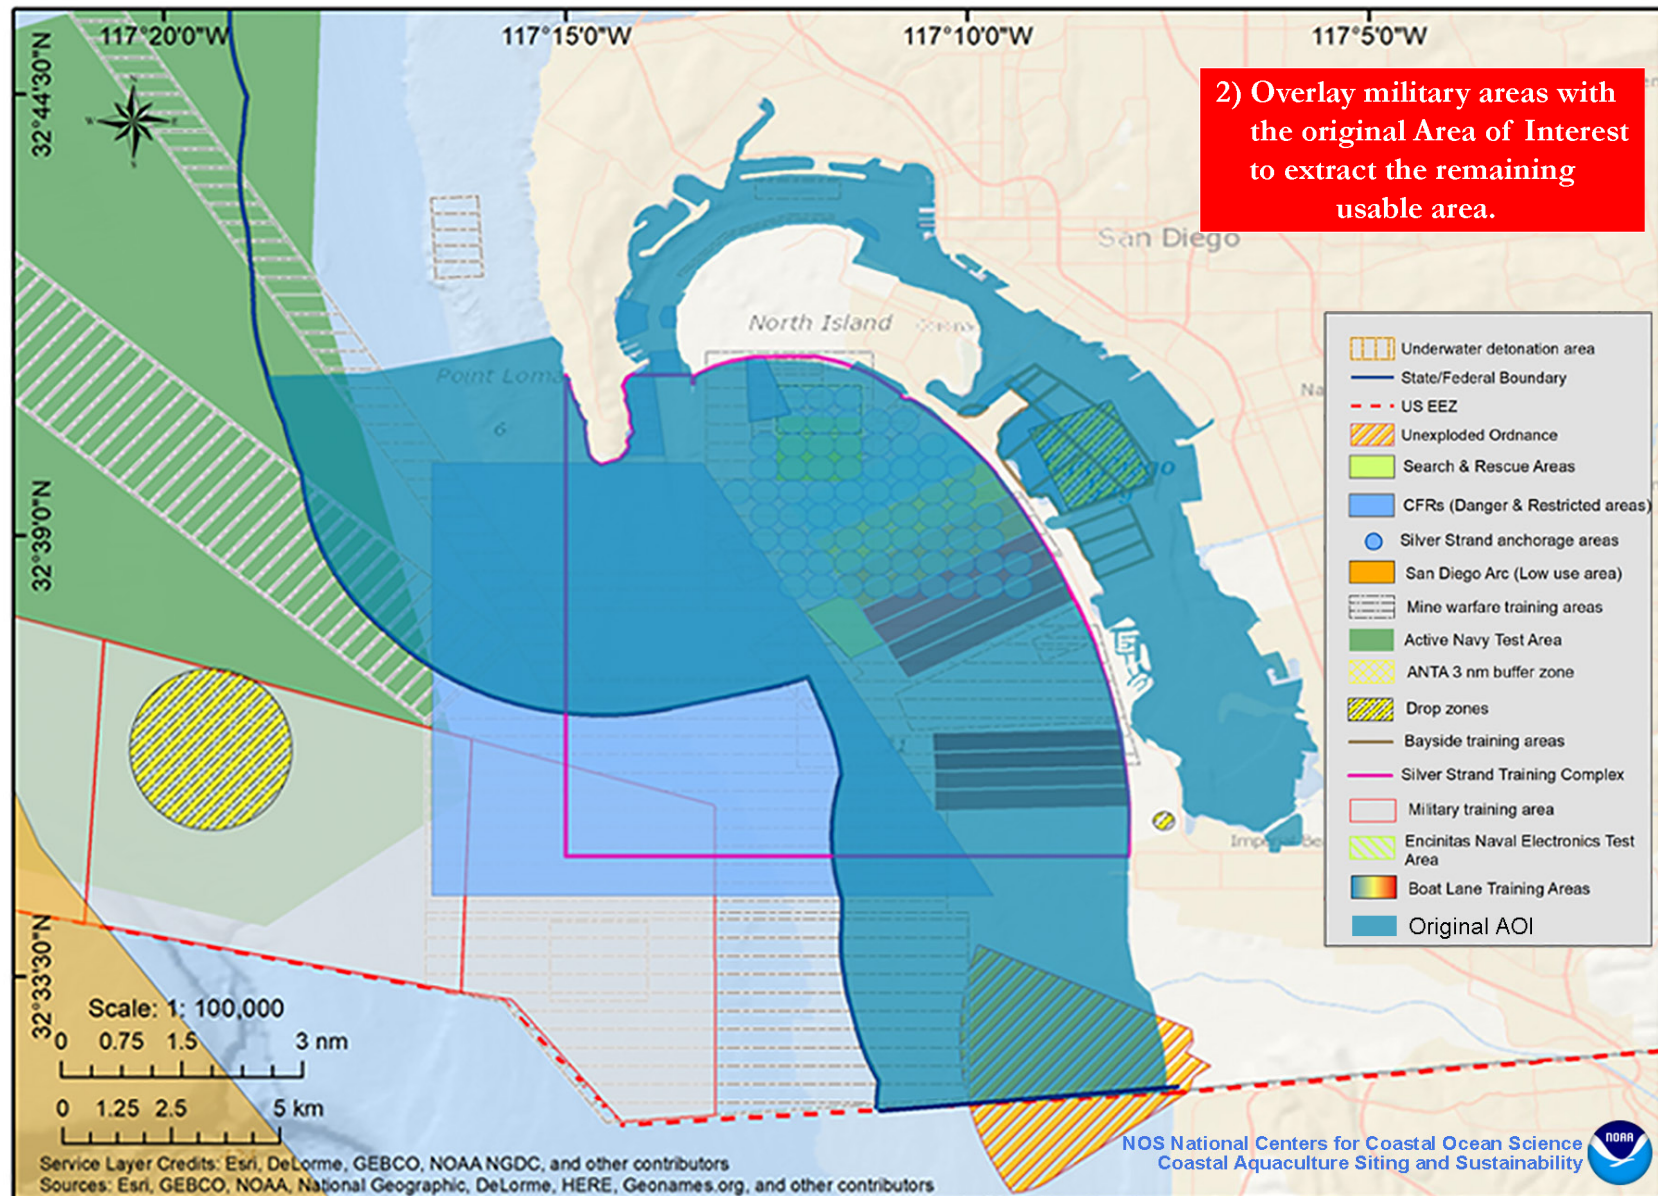 117°20'0"W
117°15'0"W
117°10'0"W
117°5'0"W
32°44'30"N
32°39'0"N
32°33'30"N
N
W
E
S
2) Overlay military areas with
the original Area of Interest
to extract the remaining
usable area.
San Diego
North Island
Point Loma
6
Na
Imperial Be
Underwater detonation area
State/Federal Boundary
US EEZ
Unexploded Ordnance
Search & Rescue Areas
CFRs (Danger & Restricted areas)
Silver Strand anchorage areas
San Diego Arc (Low use area)
Mine warfare training areas
Active Navy Test Area
ANTA 3 nm buffer zone
Drop zones
Bayside training areas
Silver Strand Training Complex
Military training area
Encinitas Naval Electronics Test
Area
Boat Lane Training Areas
Original AOI
Scale: 1: 100,000
0 0.75 1.5 3 nm
0 1.25 2.5 5 km
NOS National Centers for Coastal Ocean Science
Coastal Aquaculture Siting and Sustainability
NOAA
Service Layer Credits: Esri, DeLorme, GEBCO, NOAA NGDC, and other contributors
Sources: Esri, GEBCO, NOAA, National Geographic, DeLorme, HERE, Geonames.org, and other contributors